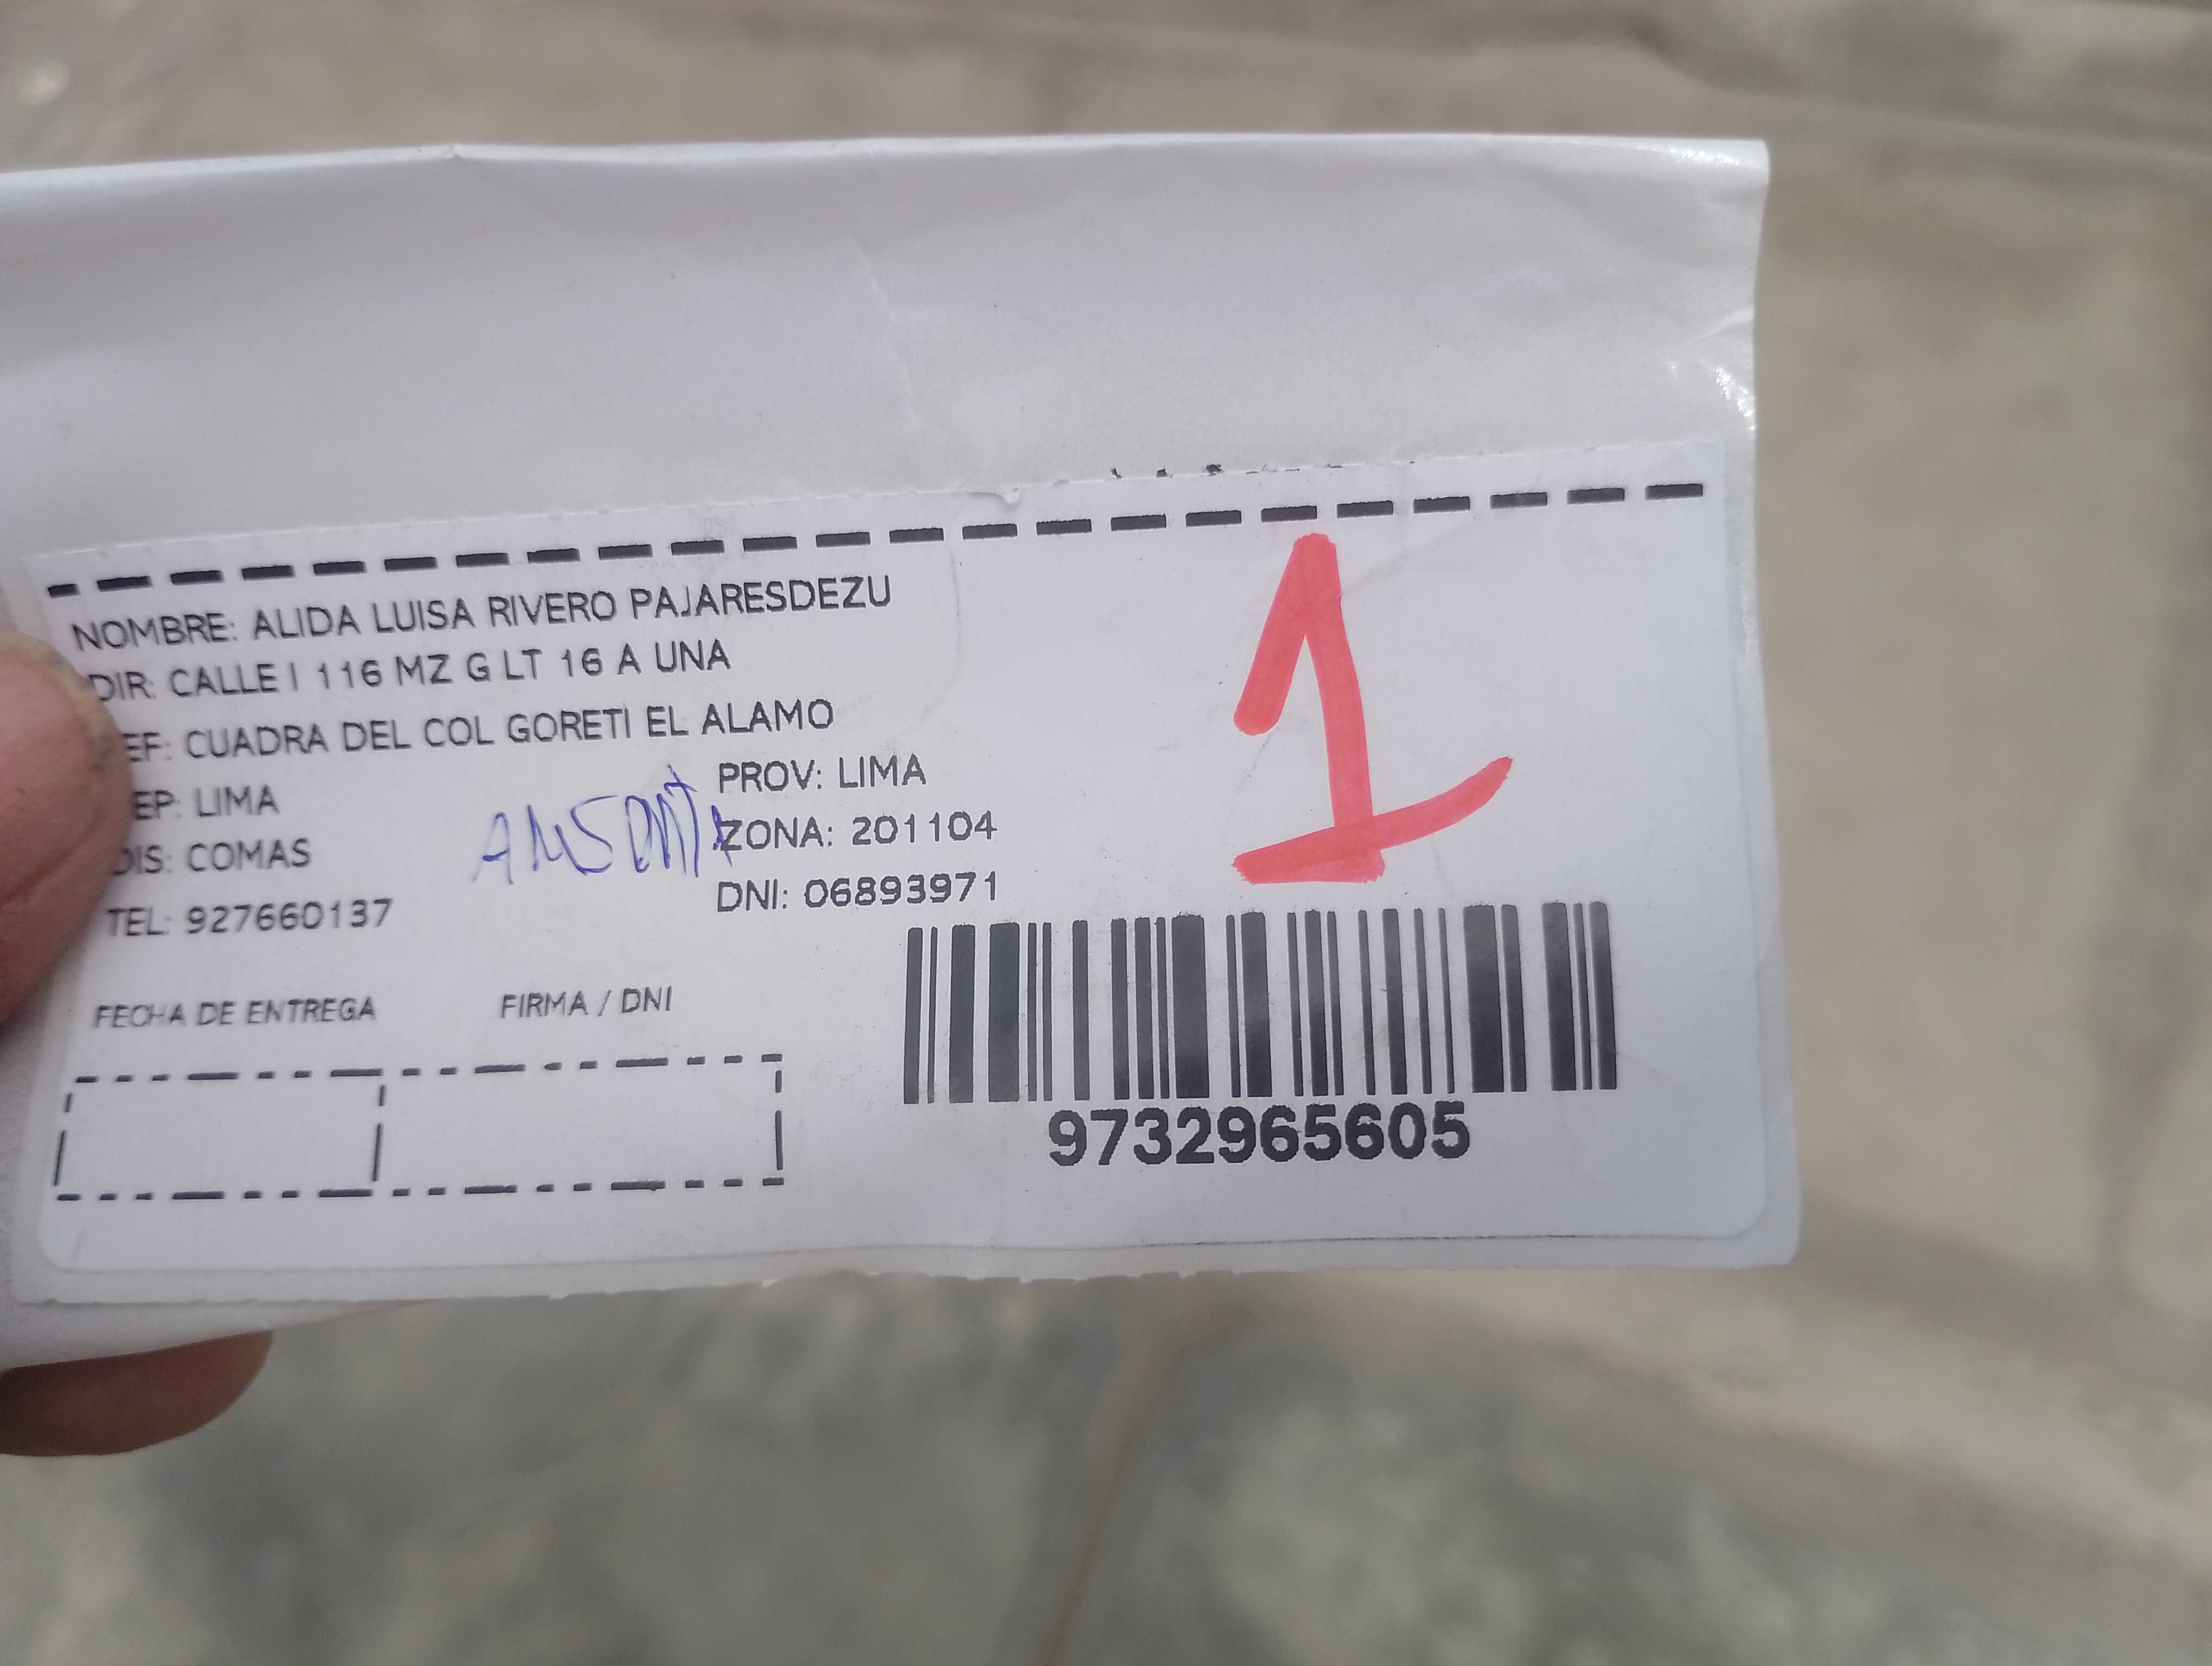 NOMBRE: ALIDA LUISA RIVERO PAJARESDEZU
DIR: CALLE I 116 MZ G LT 16 A UNA
EF: CUADRA DEL COL GORETI EL ALAMO
EP: LIMA
PROV: LIMA
DIS: COMAS
ZONA: 201104
TEL: 927660137
DNI: 06893971
1
FECHA DE ENTREGA
FIRMA / DNI
9732965605